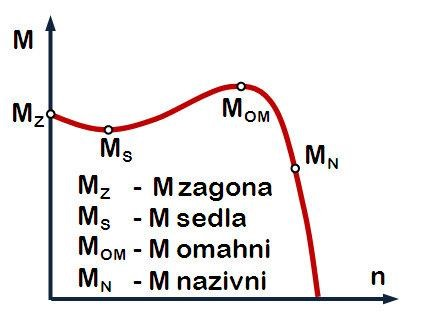 M
M_Z
M_S
M_OM
M_N
M_Z - M zagona
M_S - M sedla
M_OM - M omahni
M_N - M nazivni
n